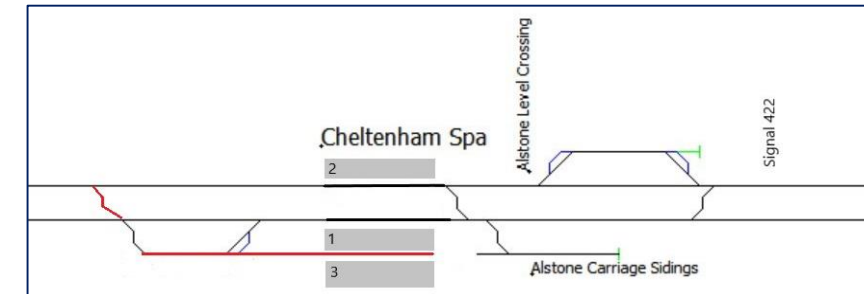 Cheltenham Spa
2
1
3
Alstone Level Crossing
Signal 422
Alstone Carriage Sidings